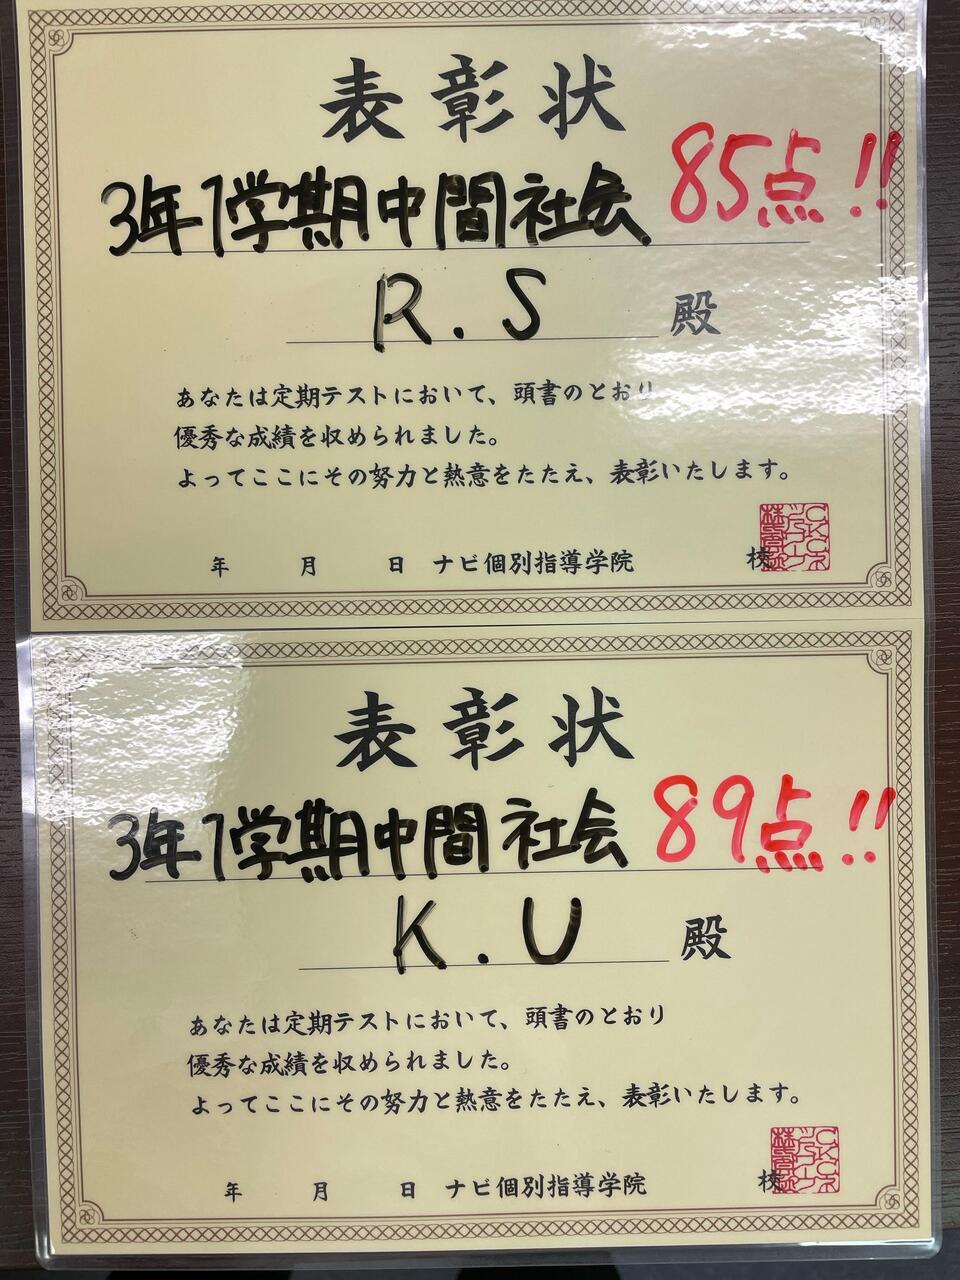 表彰状
3年1学期中間社会 85点!!
R.S 殿
あなたは定期テストにおいて、頭書のとおり
優秀な成績を収められました。
よってここにその努力と熱意をたたえ、表彰いたします。
年 月 日 ナビ個別指導学院 校
表彰状
3年1学期中間社会 89点!!
K.U 殿
あなたは定期テストにおいて、頭書のとおり
優秀な成績を収められました。
よってここにその努力と熱意をたたえ、表彰いたします。
年 月 日 ナビ個別指導学院 校